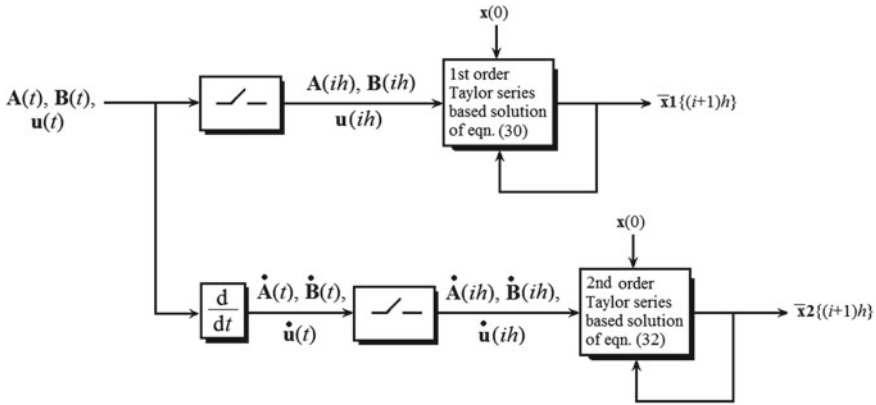 x(0)
A(t), B(t),
u(t)
A(ih), B(ih)
u(ih)
1st order
Taylor series
based solution
of eqn. (30)
x̄1{(i+1)h}
x(0)
d
dt
Ȧ(t), Ḃ(t),
u̇(t)
Ȧ(ih), Ḃ(ih),
u̇(ih)
2nd order
Taylor series
based solution
of eqn. (32)
x̄2{(i+1)h}